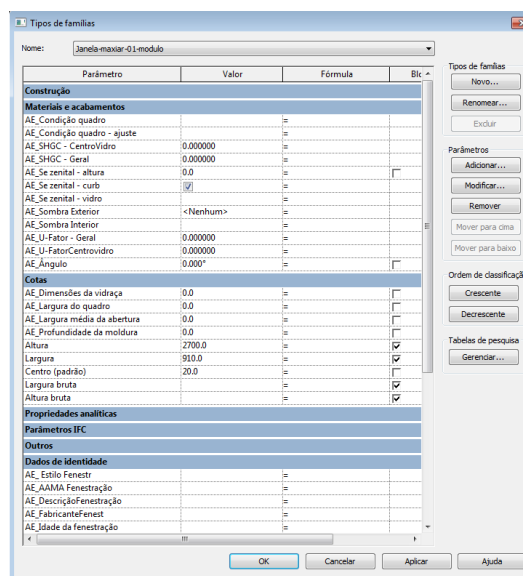 Tipos de famílias
Nome: Janela-maxiar-01-modulo
Parâmetro Valor Fórmula Blc
Construção
Materiais e acabamentos
AE_Condição quadro =
AE_Condição quadro - ajuste =
AE_SHGC - CentroVidro 0.000000 =
AE_SHGC - Geral 0.000000 =
AE_Se zenital - altura 0.0 =
AE_Se zenital - curb =
AE_Se zenital - vidro =
AE_Sombra Exterior <Nenhum> =
AE_Sombra Interior =
AE_U-Fator - Geral 0.000000 =
AE_U-FatorCentrovidro 0.000000 =
AE_Ângulo 0.000° =
Cotas
AE_Dimensões da vidraça 0.0 =
AE_Largura do quadro 0.0 =
AE_Largura média da abertura 0.0 =
AE_Profundidade da moldura 0.0 =
Altura 2700.0 =
Largura 910.0 =
Centro (padrão) 20.0 =
Largura bruta =
Altura bruta =
Propriedades analíticas
Parâmetros IFC
Outros
Dados de identidade
AE_ Estilo Fenestr =
AE_AAMA Fenestração =
AE_DescriçãoFenestração =
AE_FabricanteFenest =
AE_Idade da fenestração =
Tipos de famílias
Novo...
Renomear...
Excluir
Parâmetros
Adicionar...
Modificar...
Remover
Mover para cima
Mover para baixo
Ordem de classificaçã
Crescente
Decrescente
Tabelas de pesquisa
Gerenciar...
OK Cancelar Aplicar Ajuda